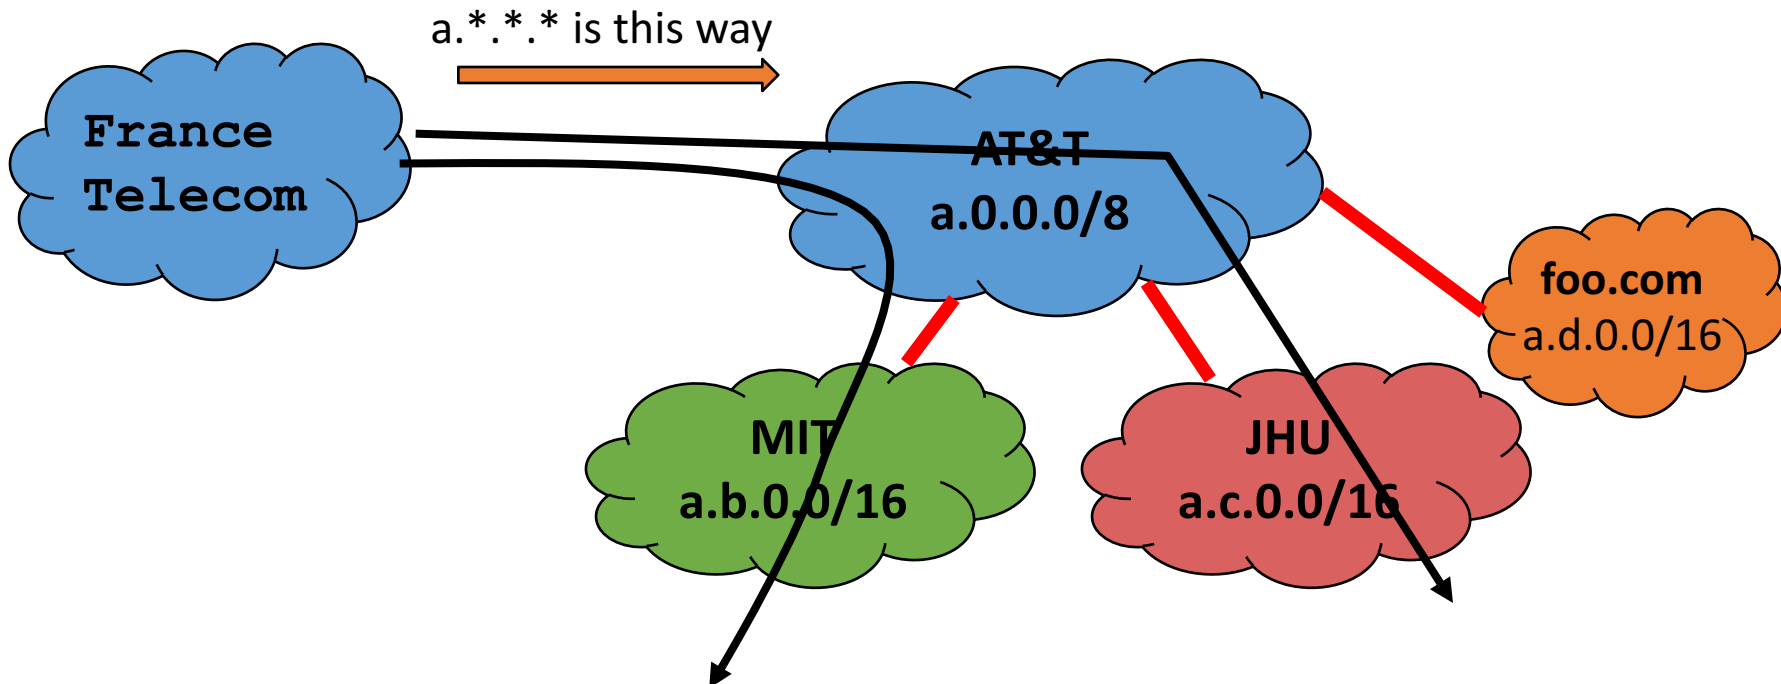 a.*.*.* is this way
France
Telecom
AT&T
a.0.0.0/8
foo.com
a.d.0.0/16
MIT
a.b.0.0/16
JHU
a.c.0.0/16